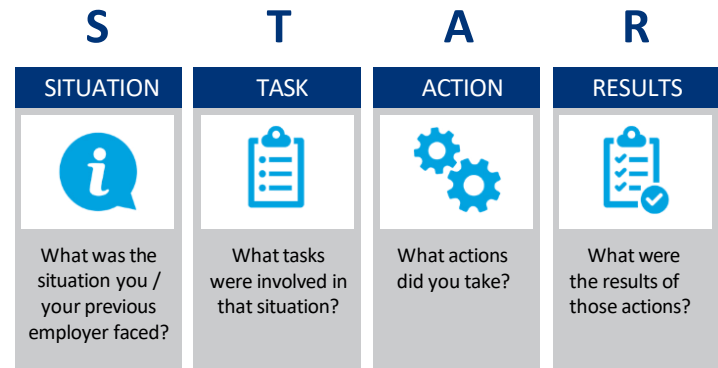 S T A R
SITUATION TASK ACTION RESULTS
i
What was the
situation you /
your previous
employer faced?
What tasks
were involved in
that situation?
What actions
did you take?
What were
the results of
those actions?